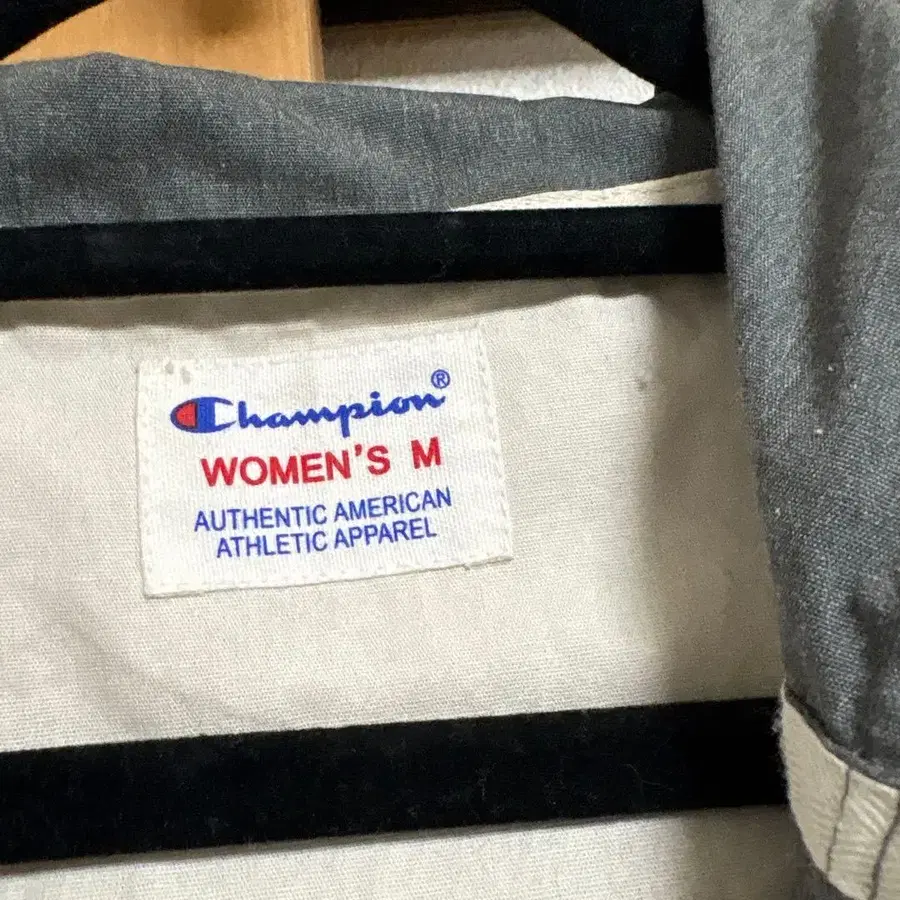 Champion®
WOMEN'S M
AUTHENTIC AMERICAN
ATHLETIC APPAREL